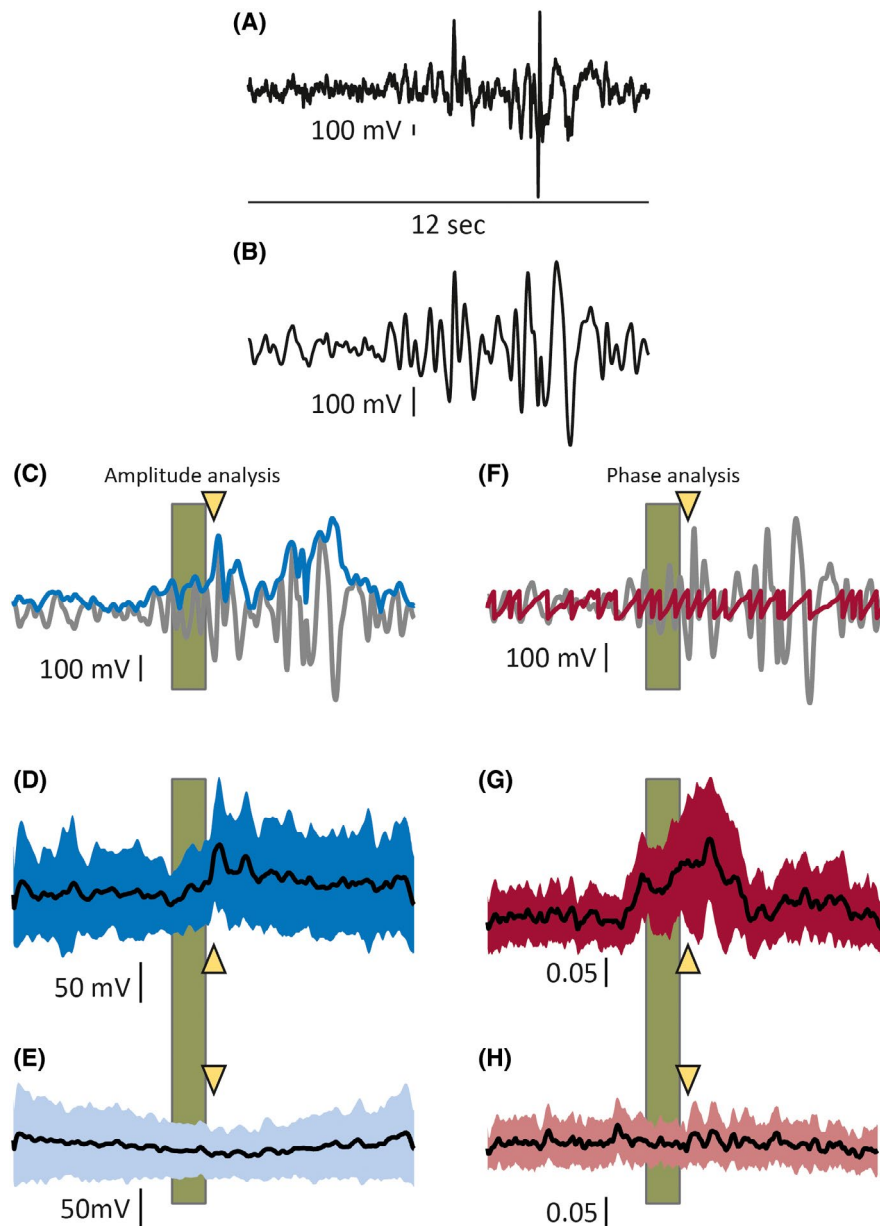 (A)
100 mV
12 sec
(B)
100 mV
(C)
Amplitude analysis
100 mV
(F)
Phase analysis
100 mV
(D)
50 mV
(G)
0.05
(E)
50mV
(H)
0.05